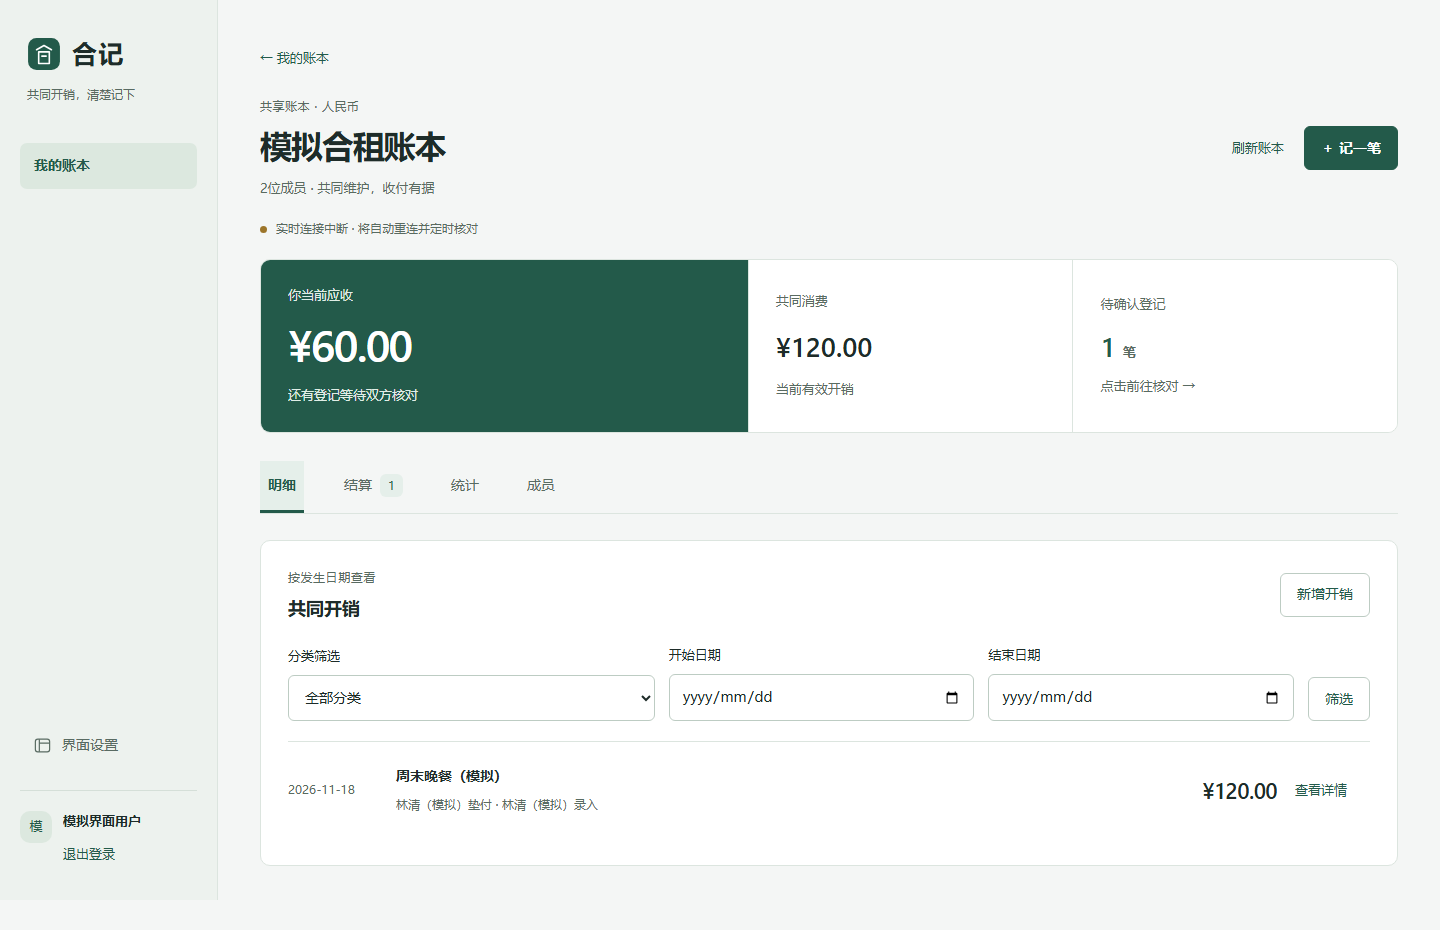 合记
共同开销，清楚记下
我的账本
界面设置
模
模拟界面用户
退出登录
← 我的账本
共享账本 · 人民币
模拟合租账本
2位成员 · 共同维护，收付有据
刷新账本
+ 记一笔
实时连接中断 · 将自动重连并定时核对
你当前应收
¥60.00
还有登记等待双方核对
共同消费
¥120.00
当前有效开销
待确认登记
1 笔
点击前往核对 →
明细
结算 1
统计
成员
按发生日期查看
共同开销
新增开销
分类筛选
全部分类
开始日期
yyyy/mm/dd
结束日期
yyyy/mm/dd
筛选
2026-11-18
周末晚餐（模拟）
林清（模拟）垫付 · 林清（模拟）录入
¥120.00
查看详情